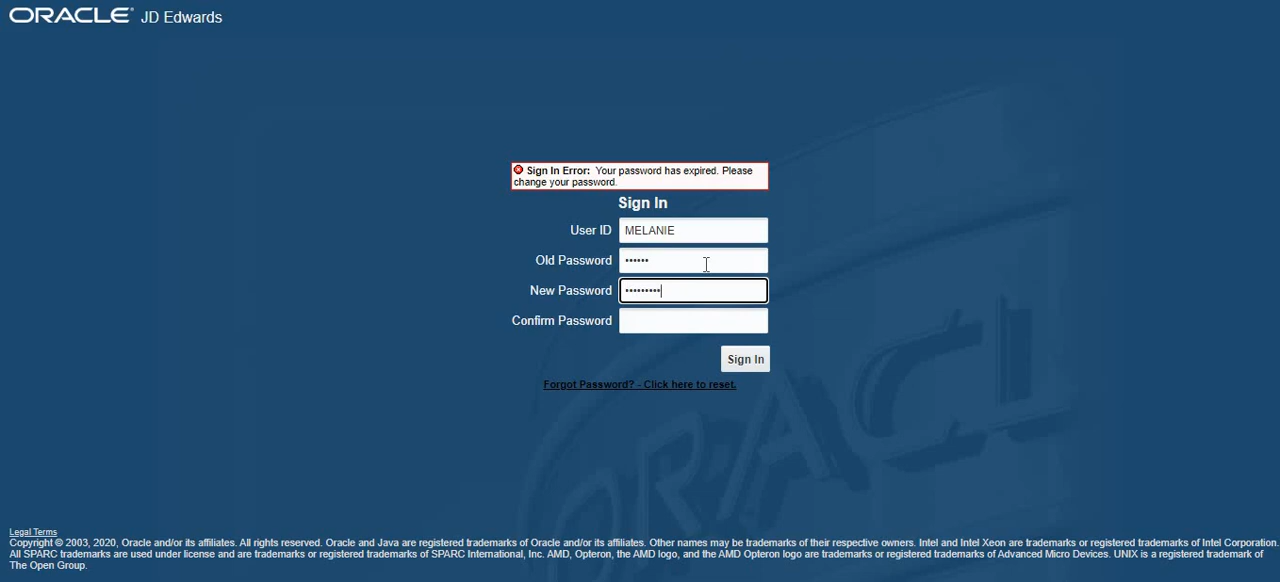 ORACLE® JD Edwards
Sign In Error: Your password has expired. Please
change your password.
Sign In
User ID MELANIE
Old Password ••••••
New Password •••••••••
Confirm Password
Sign In
Forgot Password? - Click here to reset.
ORACL
Legal Terms
Copyright © 2003, 2020, Oracle and/or its affiliates. All rights reserved. Oracle and Java are registered trademarks of Oracle and/or its affiliates. Other names may be trademarks of their respective owners. Intel and Intel Xeon are trademarks or registered trademarks of Intel Corporation.
All SPARC trademarks are used under license and are trademarks or registered trademarks of SPARC International, Inc. AMD, Opteron, the AMD logo, and the AMD Opteron logo are trademarks or registered trademarks of Advanced Micro Devices. UNIX is a registered trademark of
The Open Group.